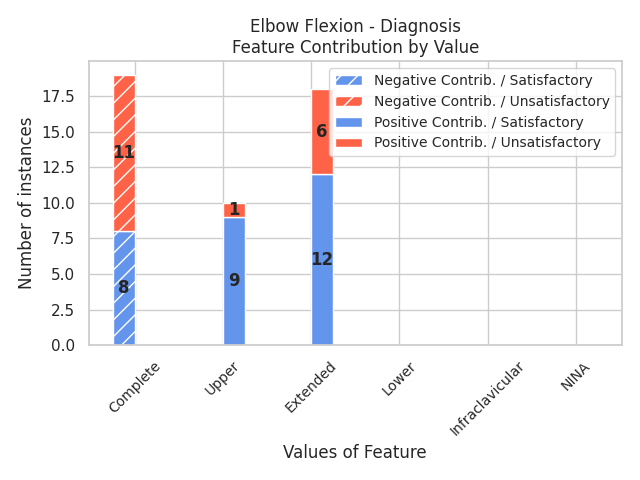 Elbow Flexion - Diagnosis
Feature Contribution by Value
Negative Contrib. / Satisfactory
Negative Contrib. / Unsatisfactory
Positive Contrib. / Satisfactory
Positive Contrib. / Unsatisfactory
Number of instances
17.5
15.0
12.5
10.0
7.5
5.0
2.5
0.0
11
8
1
9
6
12
Complete
Upper
Extended
Lower
Infraclavicular
NINA
Values of Feature